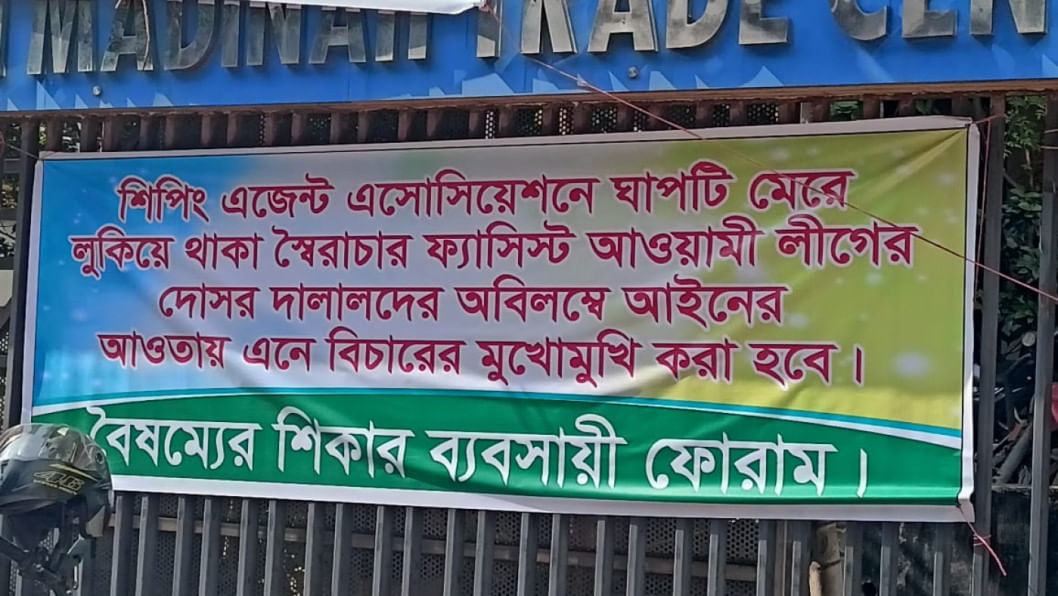 MADINAH TRADE CEN
শিপিং এজেন্ট এসোসিয়েশনে ঘাপটি মেরে
লুকিয়ে থাকা স্বৈরাচার ফ্যাসিস্ট আওয়ামী লীগের
দোসর দালালদের অবিলম্বে আইনের
আওতায় এনে বিচারের মুখোমুখি করা হবে ।
বৈষম্যের শিকার ব্যবসায়ী ফোরাম ।